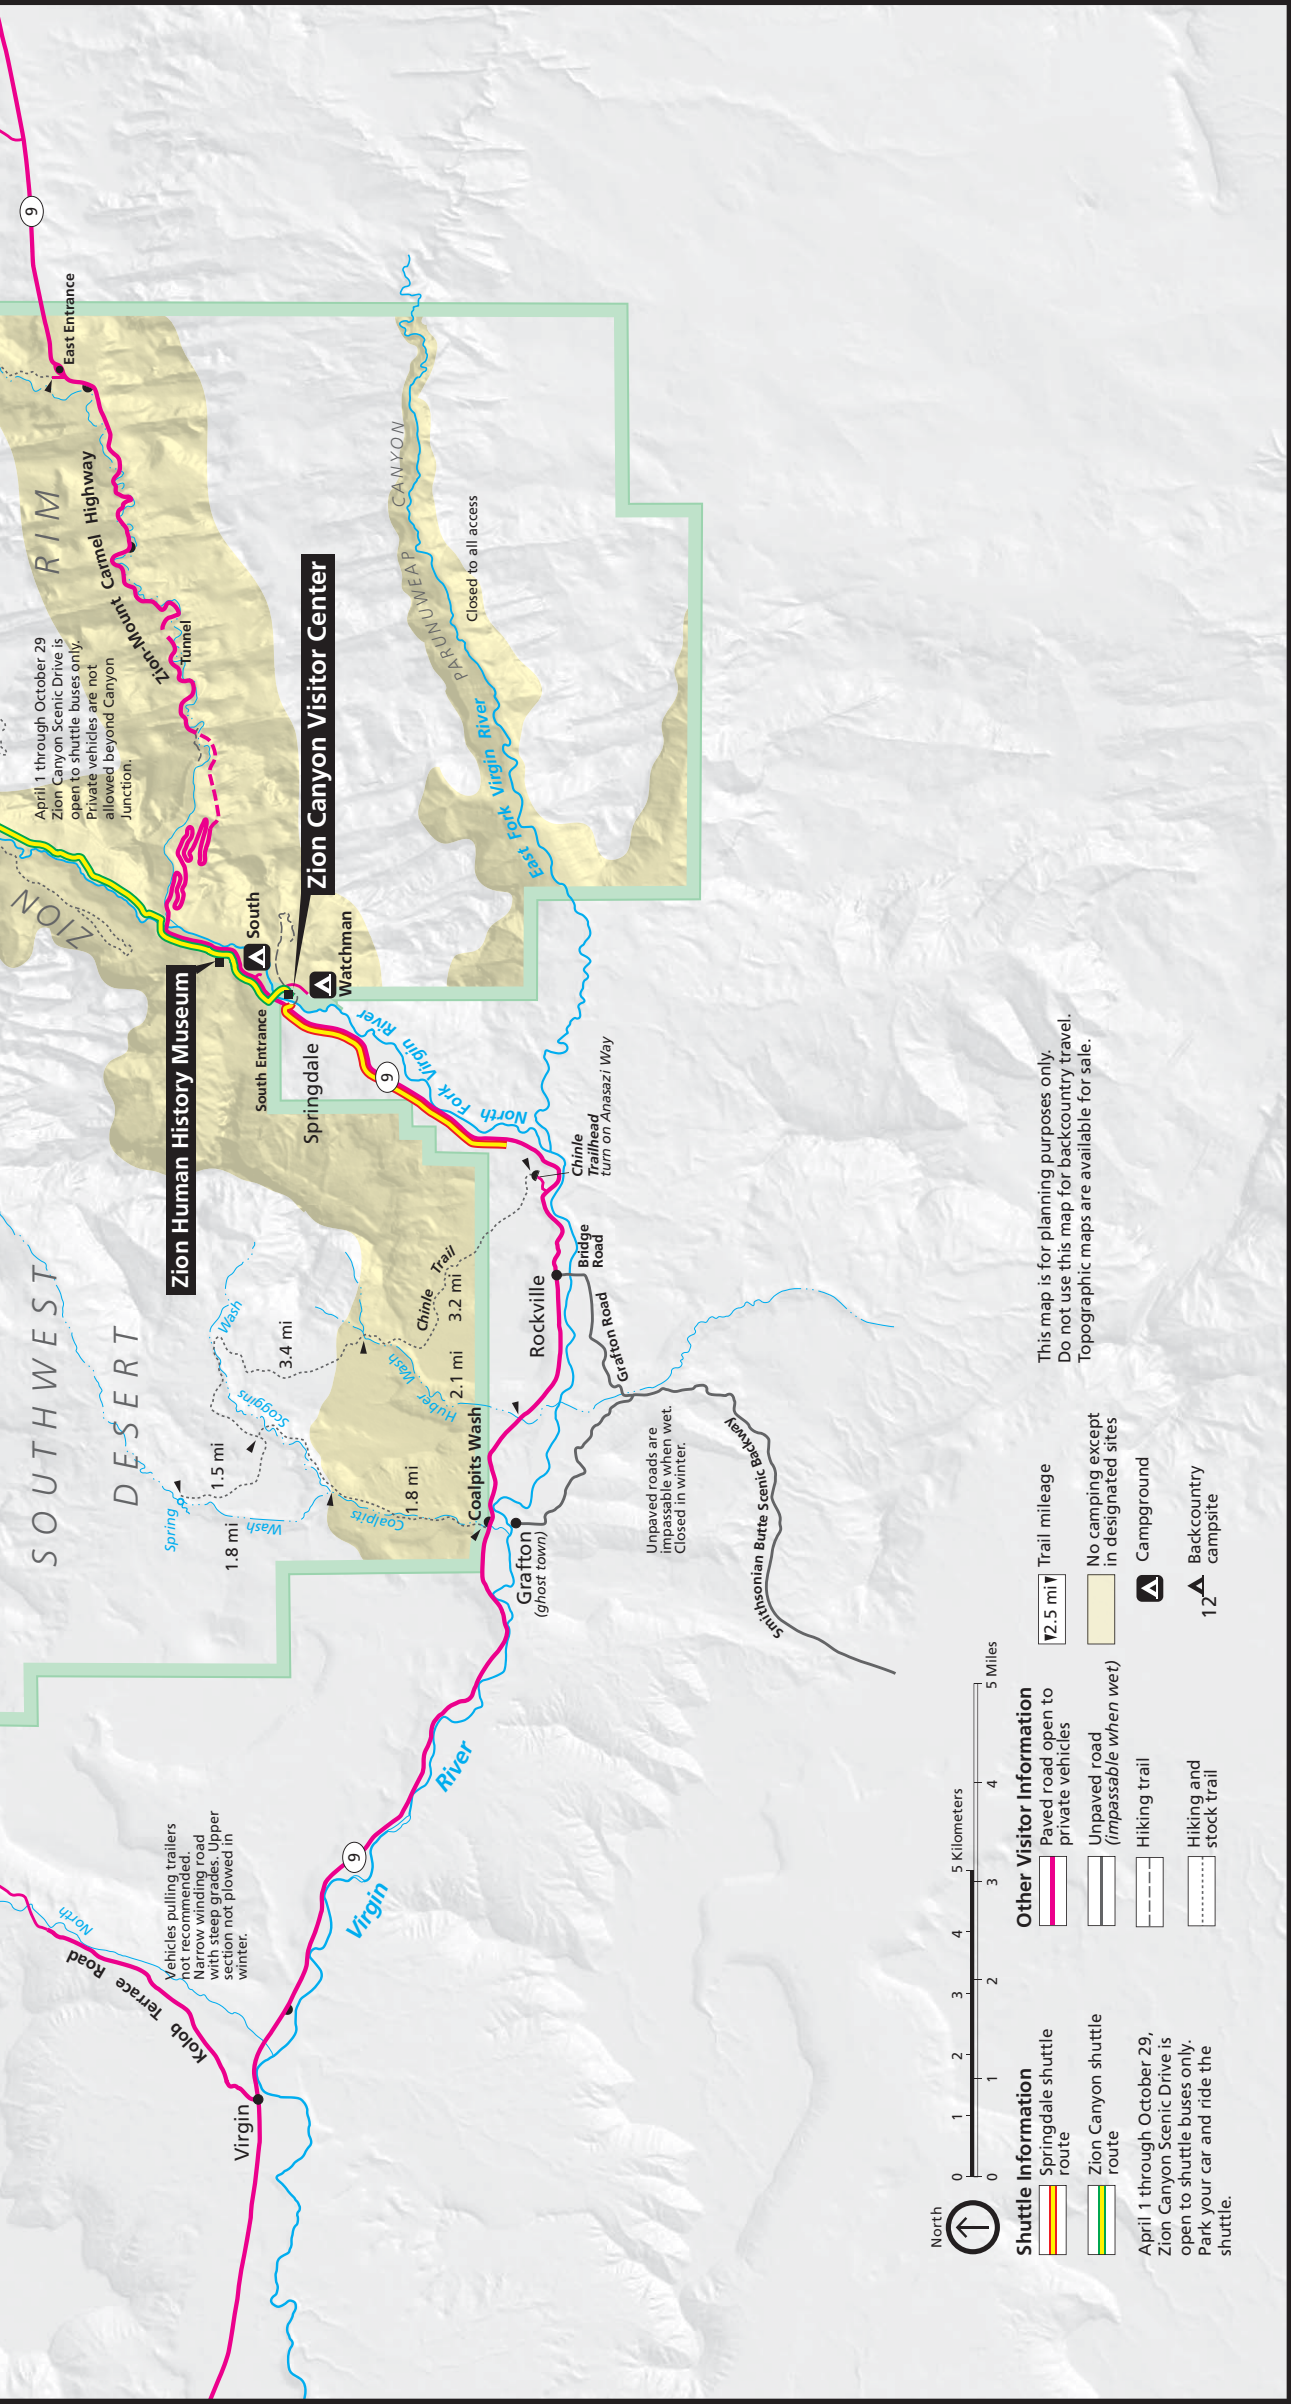 9
East Entrance
RIM
Zion-Mount Carmel Highway
Tunnel
April 1 through October 29
Zion Canyon Scenic Drive is
open to shuttle buses only.
Private vehicles are not
allowed beyond Canyon
Junction.
ZION
Zion Canyon Visitor Center
Zion Human History Museum
South
Watchman
South Entrance
Springdale
9
North Fork Virgin River
PARUNUWEAP CANYON
Closed to all access
East Fork Virgin River
SOUTHWEST
DESERT
Wash
Scoggins
3.4 mi
1.5 mi
Spring
Wash
1.8 mi
Coalpits
1.8 mi
Huber Wash
2.1 mi
Chinle Trail
3.2 mi
Chinle
Trailhead
turn on Anasazi Way
Coalpits Wash
Rockville
Bridge
Road
Grafton Road
Grafton
(ghost town)
Unpaved roads are
impassable when wet.
Closed in winter.
Smithsonian Butte Scenic Backway
Virgin River
9
Kolob Terrace Road
North
Vehicles pulling trailers
not recommended.
Narrow winding road
with steep grades. Upper
section not plowed in
winter.
Virgin
This map is for planning purposes only.
Do not use this map for backcountry travel.
Topographic maps are available for sale.
North
0 1 2 3 4 5 Kilometers
0 1 2 3 4 5 Miles
Shuttle Information
Springdale shuttle
route
Zion Canyon shuttle
route
April 1 through October 29,
Zion Canyon Scenic Drive is
open to shuttle buses only.
Park your car and ride the
shuttle.
Other Visitor Information
Paved road open to
private vehicles
Unpaved road
(impassable when wet)
Hiking trail
Hiking and
stock trail
2.5 mi
Trail mileage
No camping except
in designated sites
Campground
12
Backcountry
campsite